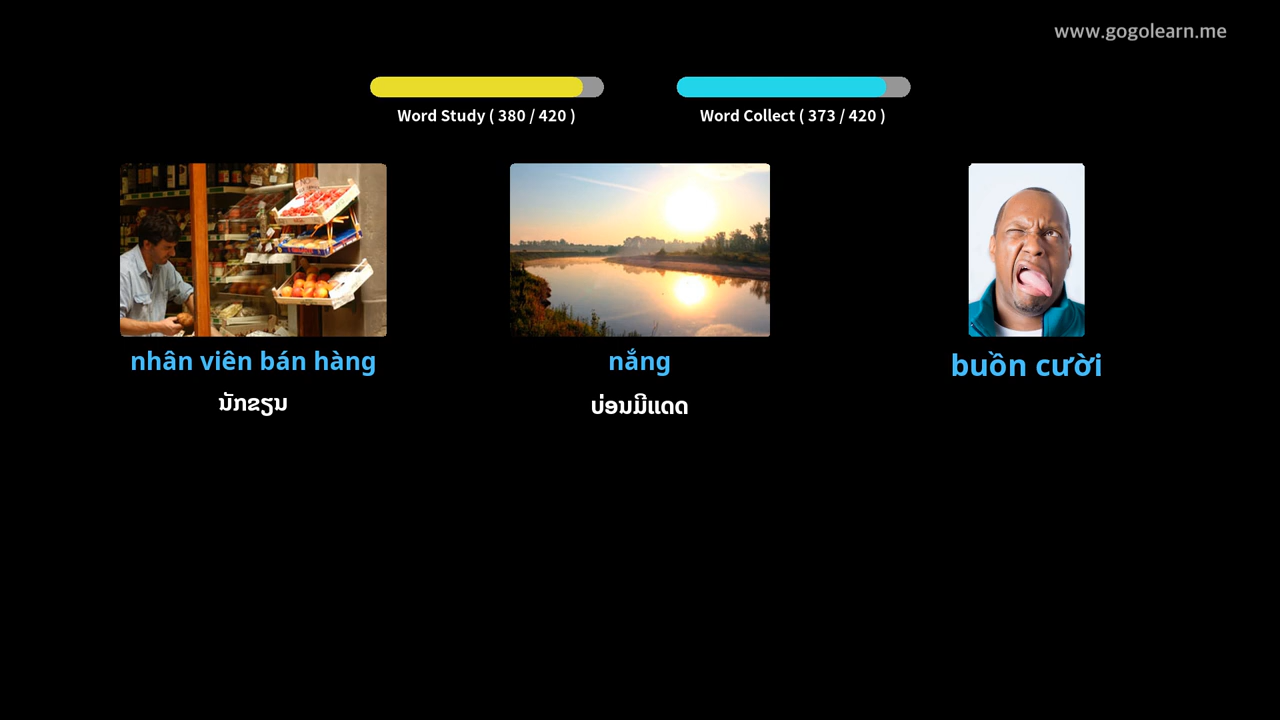 www.gogolearn.me
Word Study ( 380 / 420 )
Word Collect ( 373 / 420 )
nhân viên bán hàng
ນັກຂຽນ
nắng
ບ່ອນມີແດດ
buồn cười